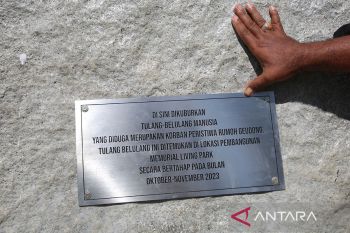 ANTARA
DI SINI DIKUBURKAN
TULANG-BELULANG MANUSIA
YANG DIDUGA MERUPAKAN KORBAN PERISTIWA RUMOH GEUDONG
TULANG BELULANG INI DITEMUKAN DI LOKASI PEMBANGUNAN
MEMORIAL LIVING PARK
SECARA BERTAHAP PADA BULAN
OKTOBER-NOVEMBER 2023
ANTARA